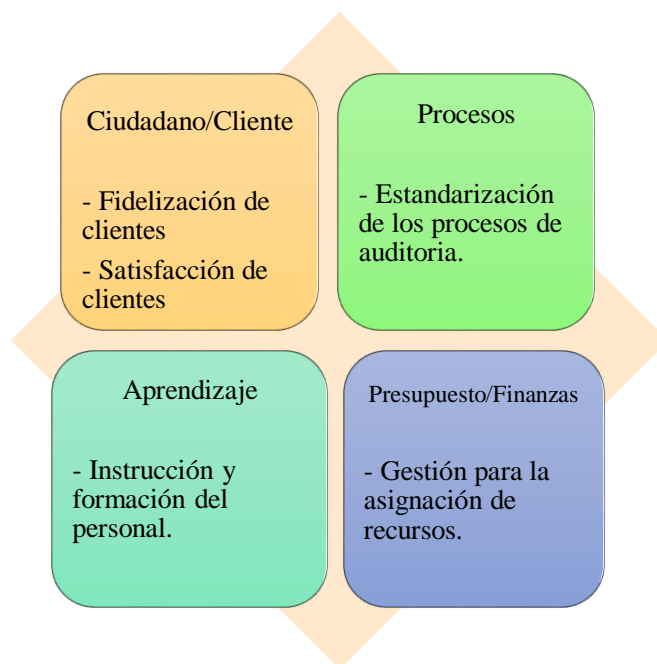 Ciudadano/Cliente
- Fidelización de
clientes
- Satisfacción de
clientes
Procesos
- Estandarización
de los procesos de
auditoria.
Aprendizaje
- Instrucción y
formación del
personal.
Presupuesto/Finanzas
- Gestión para la
asignación de
recursos.